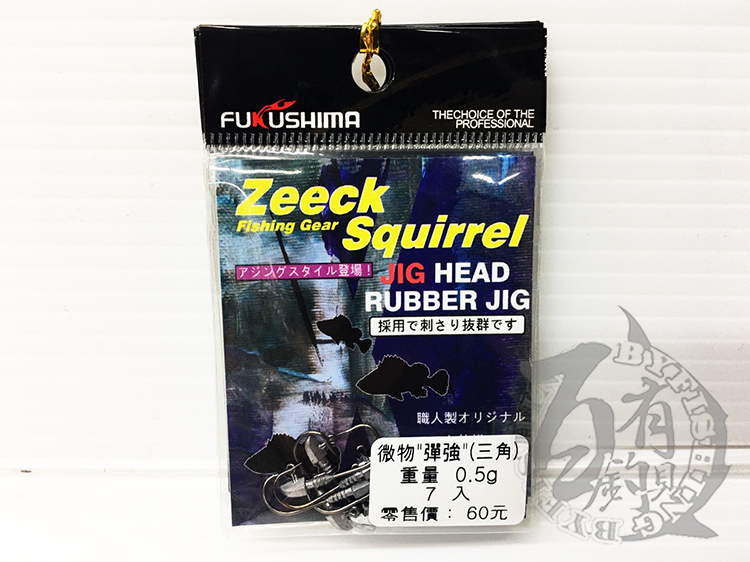 FUKUSHIMA
THECHOICE OF THE
PROFESSIONAL
Zeeck
Fishing Gear
Squirrel
アジングスタイル登場!
JIG HEAD
RUBBER JIG
採用で刺さり抜群です
職人製オリジナル
微物"彈強"(三角)
重量 0.5g
7 入
零售價: 60元
BYFISHING
有
釣